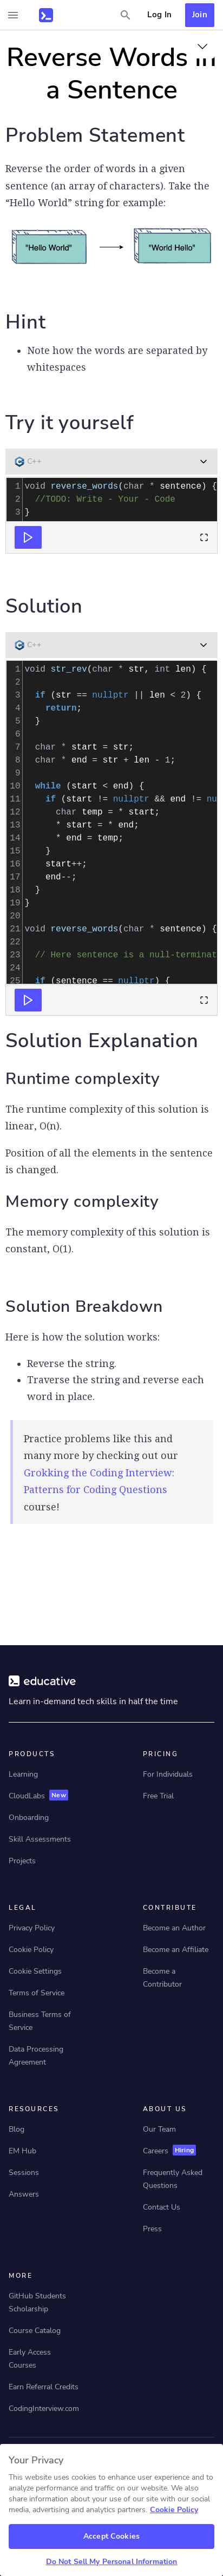 Log In
Join
Reverse Words in
a Sentence
Problem Statement
Reverse the order of words in a given
sentence (an array of characters). Take the
“Hello World” string for example:
"Hello World"
"World Hello"
Hint
Note how the words are separated by
whitespaces
Try it yourself
C++
1 void reverse_words(char * sentence) {
2 //TODO: Write - Your - Code
3 }
Solution
C++
1 void str_rev(char * str, int len) {
2
3 if (str == nullptr || len < 2) {
4 return;
5 }
6
7 char * start = str;
8 char * end = str + len - 1;
9
10 while (start < end) {
11 if (start != nullptr && end != nu
12 char temp = * start;
13 * start = * end;
14 * end = temp;
15 }
16 start++;
17 end--;
18 }
19 }
20
21 void reverse_words(char * sentence) {
22
23 // Here sentence is a null-terminat
24
25 if (sentence == nullptr) {
Solution Explanation
Runtime complexity
The runtime complexity of this solution is
linear, O(n).
Position of all the elements in the sentence
is changed.
Memory complexity
The memory complexity of this solution is
constant, O(1).
Solution Breakdown
Here is how the solution works:
Reverse the string.
Traverse the string and reverse each
word in place.
Practice problems like this and
many more by checking out our
Grokking the Coding Interview:
Patterns for Coding Questions
course!
educative
Learn in-demand tech skills in half the time
PRODUCTS
Learning
CloudLabs New
Onboarding
Skill Assessments
Projects
PRICING
For Individuals
Free Trial
LEGAL
Privacy Policy
Cookie Policy
Cookie Settings
Terms of Service
Business Terms of
Service
Data Processing
Agreement
CONTRIBUTE
Become an Author
Become an Affiliate
Become a
Contributor
RESOURCES
Blog
EM Hub
Sessions
Answers
ABOUT US
Our Team
Careers Hiring
Frequently Asked
Questions
Contact Us
Press
MORE
GitHub Students
Scholarship
Course Catalog
Early Access
Courses
Earn Referral Credits
CodingInterview.com
Your Privacy
This website uses cookies to enhance user experience and to
analyze performance and traffic on our website. We also
share information about your use of our site with our social
media, advertising and analytics partners. Cookie Policy
Accept Cookies
Do Not Sell My Personal Information